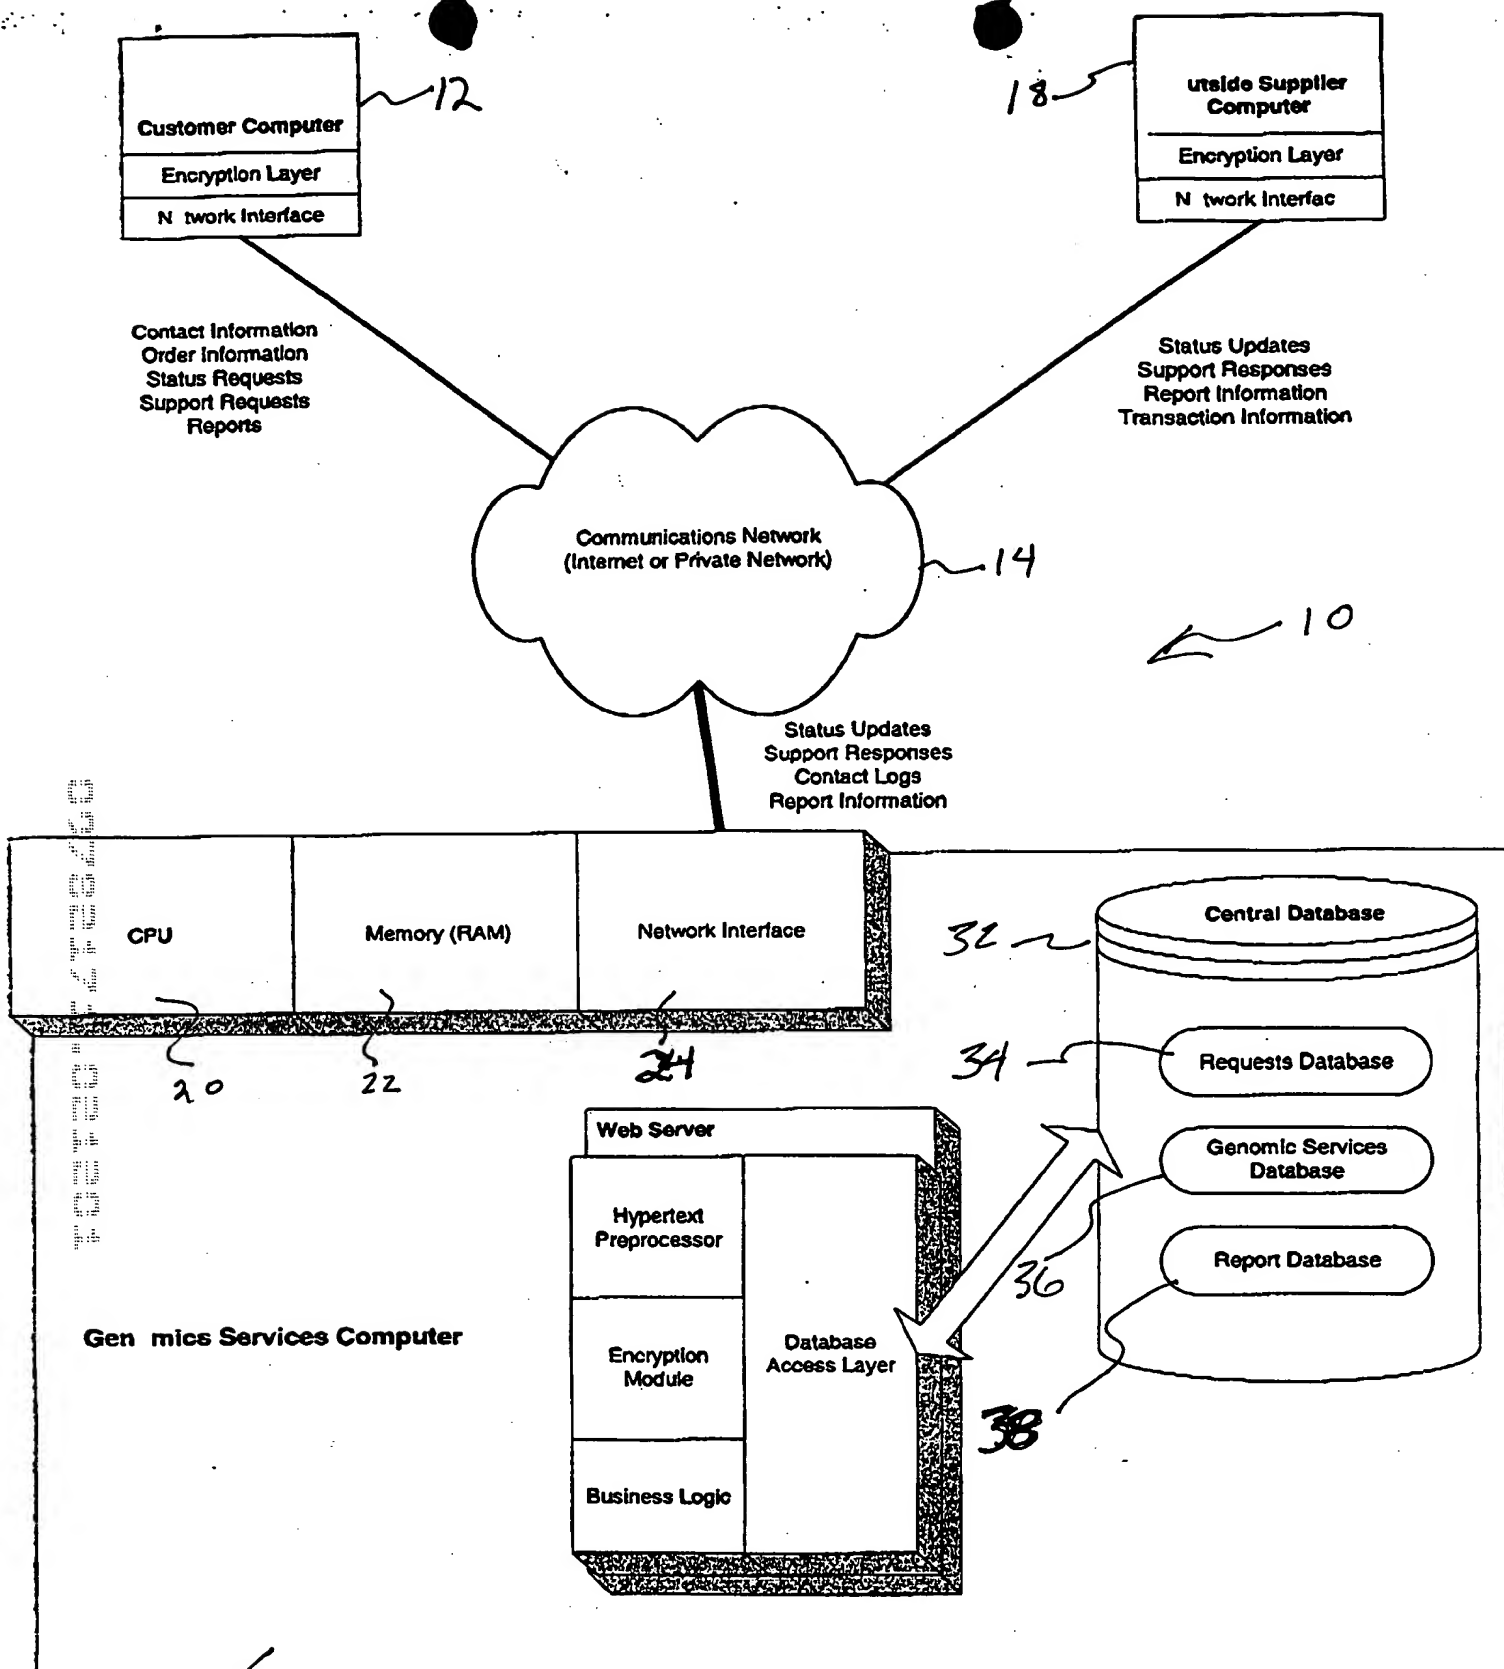 12
Customer Computer
Encryption Layer
N twork Interface
18
utside Supplier
Computer
Encryption Layer
N twork Interfac
Contact Information
Order Information
Status Requests
Support Requests
Reports
Status Updates
Support Responses
Report Information
Transaction Information
Communications Network
(Internet or Private Network)
14
10
Status Updates
Support Responses
Contact Logs
Report Information
CPU
Memory (RAM)
Network Interface
20
22
24
32
Central Database
34
Requests Database
36
Genomic Services
Database
38
Report Database
Web Server
Hypertext
Preprocessor
Encryption
Module
Business Logic
Database
Access Layer
Gen mics Services Computer